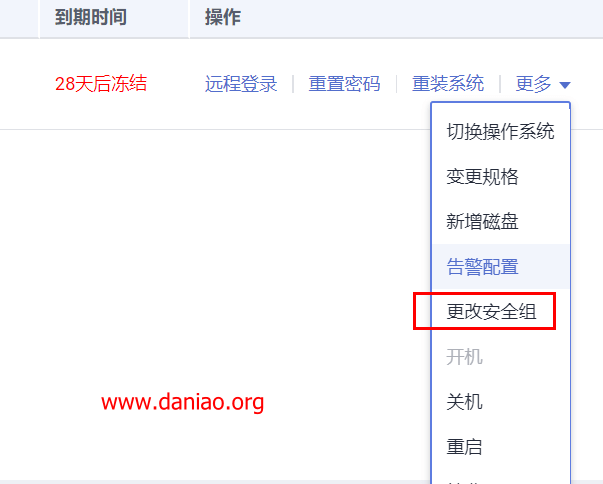 到期时间 操作
28天后冻结 远程登录 重置密码 重装系统 更多
切换操作系统
变更规格
新增磁盘
告警配置
更改安全组
开机
www.daniao.org
关机
重启